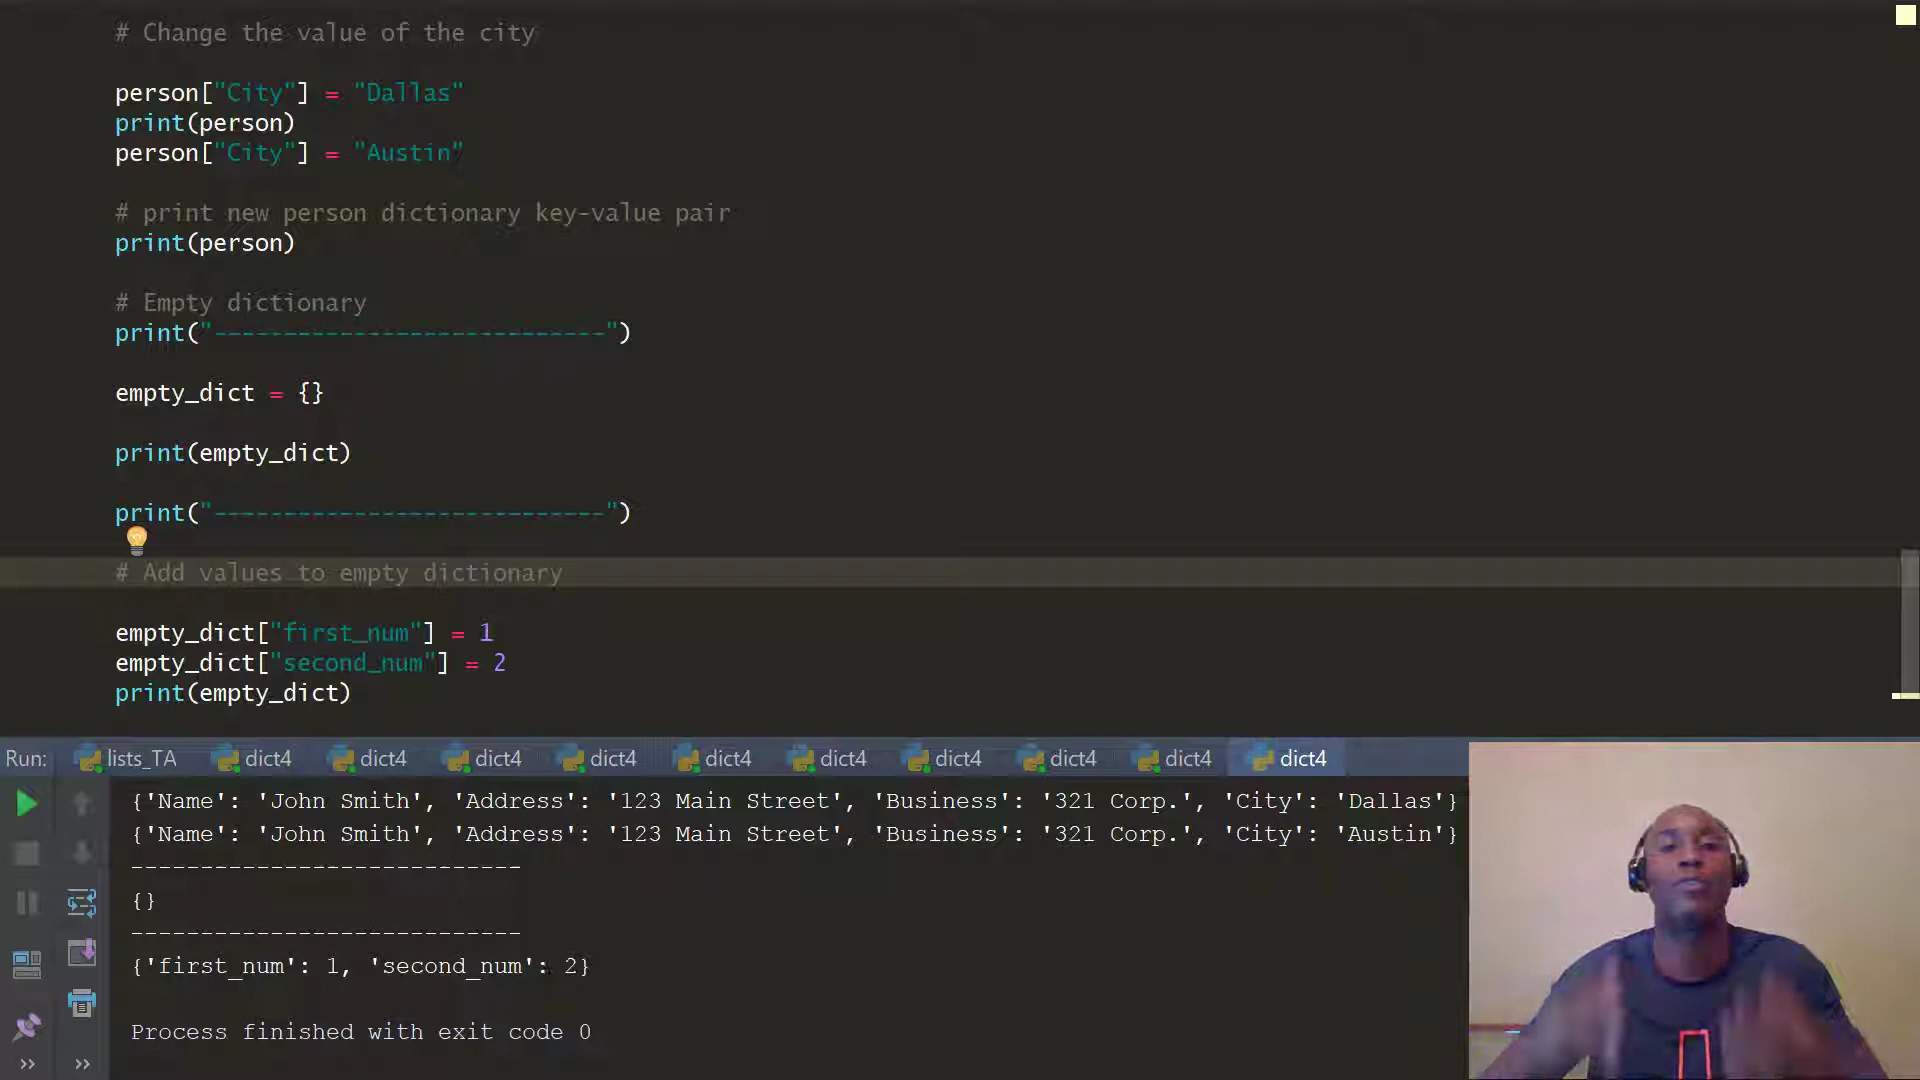 # Change the value of the city
person["City"] = "Dallas"
print(person)
person["City"] = "Austin"
# print new person dictionary key-value pair
print(person)
# Empty dictionary
print("----------------------------")
empty_dict = {}
print(empty_dict)
print("----------------------------")
# Add values to empty dictionary
empty_dict["first_num"] = 1
empty_dict["second_num"] = 2
print(empty_dict)
Run: lists_TA dict4 dict4 dict4 dict4 dict4 dict4 dict4 dict4 dict4 dict4
{'Name': 'John Smith', 'Address': '123 Main Street', 'Business': '321 Corp.', 'City': 'Dallas'}
{'Name': 'John Smith', 'Address': '123 Main Street', 'Business': '321 Corp.', 'City': 'Austin'}
----------------------------
{}
----------------------------
{'first_num': 1, 'second_num': 2}
Process finished with exit code 0